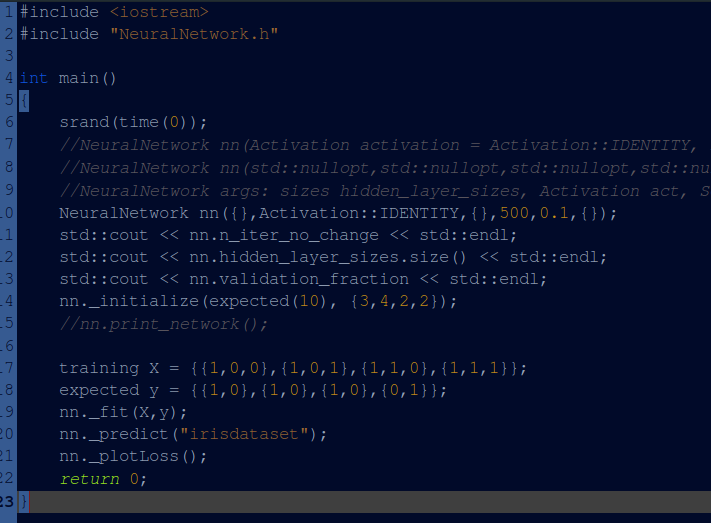 1 #include <iostream>
2 #include "NeuralNetwork.h"
3
4 int main()
5 {
6 srand(time(0));
7 //NeuralNetwork nn(Activation activation = Activation::IDENTITY,
8 //NeuralNetwork nn(std::nullopt,std::nullopt,std::nullopt,std::nu
9 //NeuralNetwork args: sizes hidden_layer_sizes, Activation act, S
10 NeuralNetwork nn({},Activation::IDENTITY,{},500,0.1,{});
11 std::cout << nn.n_iter_no_change << std::endl;
12 std::cout << nn.hidden_layer_sizes.size() << std::endl;
13 std::cout << nn.validation_fraction << std::endl;
14 nn._initialize(expected(10), {3,4,2,2});
15 //nn.print_network();
16
17 training X = {{1,0,0},{1,0,1},{1,1,0},{1,1,1}};
18 expected y = {{1,0},{1,0},{1,0},{0,1}};
19 nn._fit(X,y);
20 nn._predict("irisdataset");
21 nn._plotLoss();
22 return 0;
23 }